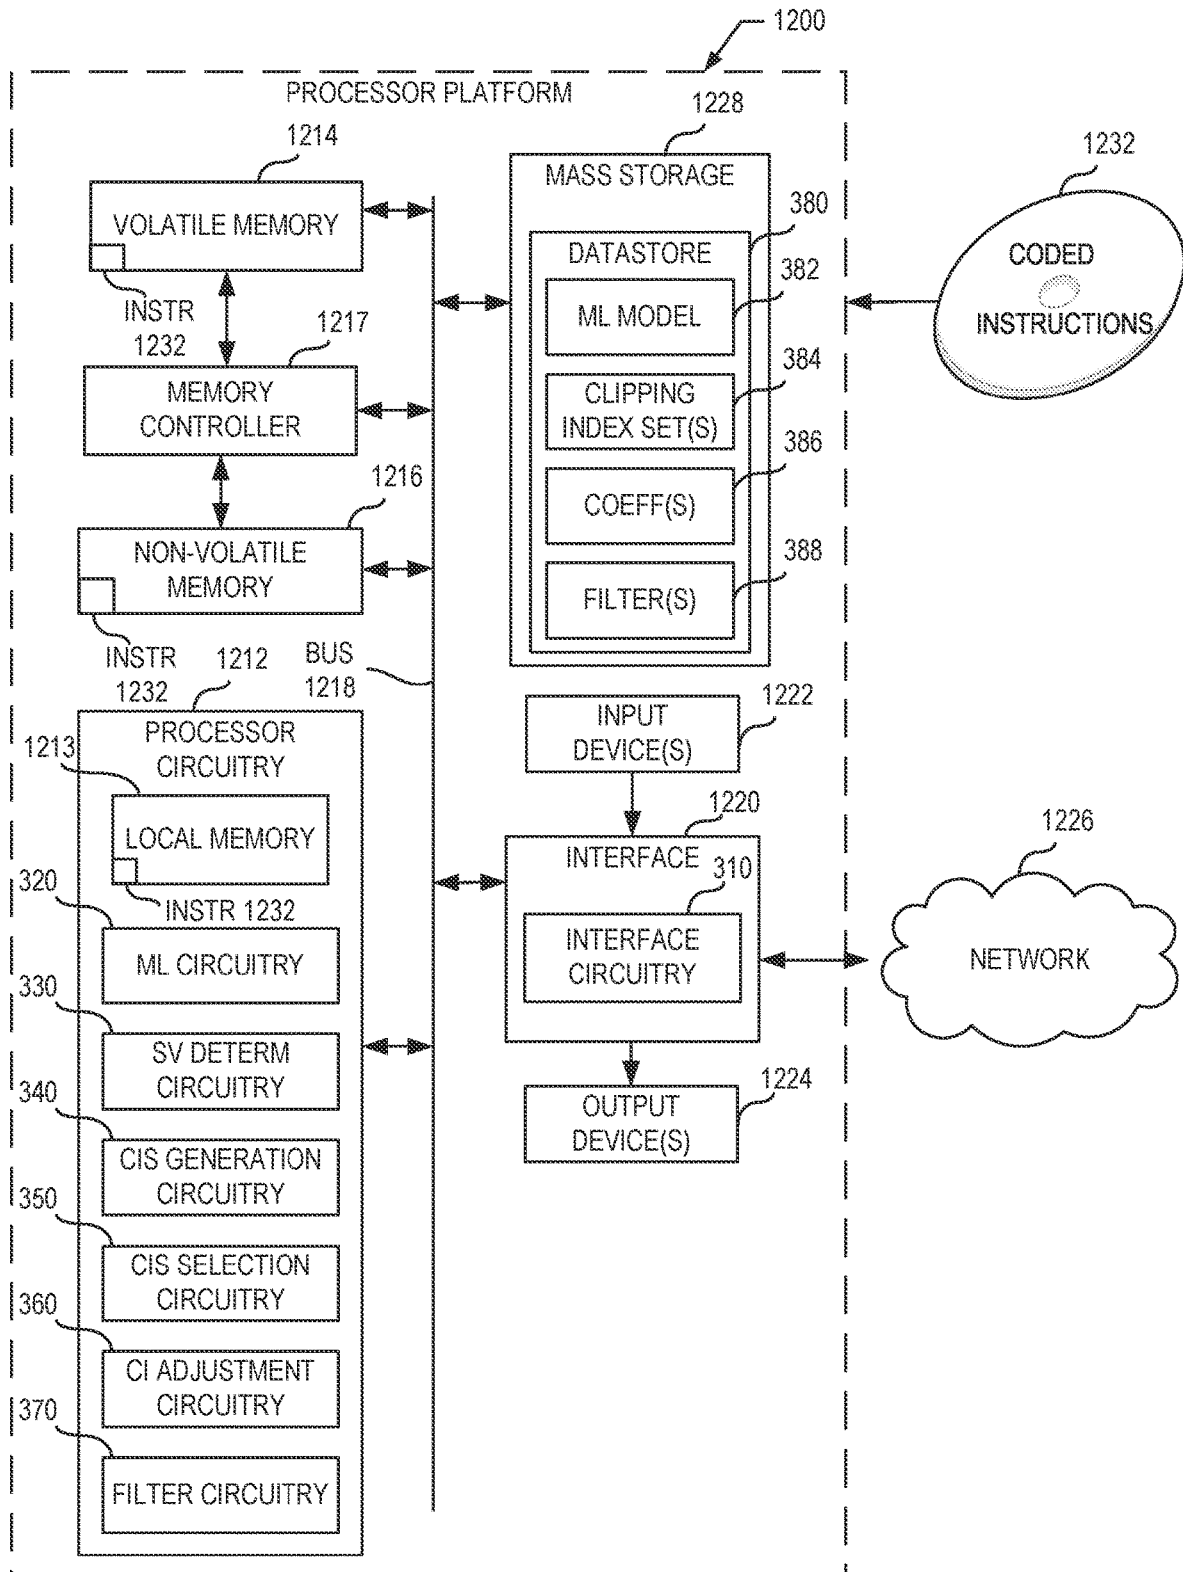 1200
PROCESSOR PLATFORM
1214
VOLATILE MEMORY
INSTR
1232
1217
MEMORY
CONTROLLER
1216
NON-VOLATILE
MEMORY
INSTR
1232
1212
BUS
1218
PROCESSOR
CIRCUITRY
1213
LOCAL MEMORY
INSTR 1232
320
ML CIRCUITRY
330
SV DETERM
CIRCUITRY
340
CIS GENERATION
CIRCUITRY
350
CIS SELECTION
CIRCUITRY
360
CI ADJUSTMENT
CIRCUITRY
370
FILTER CIRCUITRY
1228
MASS STORAGE
380
DATASTORE
382
ML MODEL
384
CLIPPING
INDEX SET(S)
386
COEFF(S)
388
FILTER(S)
1222
INPUT
DEVICE(S)
1220
INTERFACE
310
INTERFACE
CIRCUITRY
1224
OUTPUT
DEVICE(S)
1232
CODED
INSTRUCTIONS
1226
NETWORK